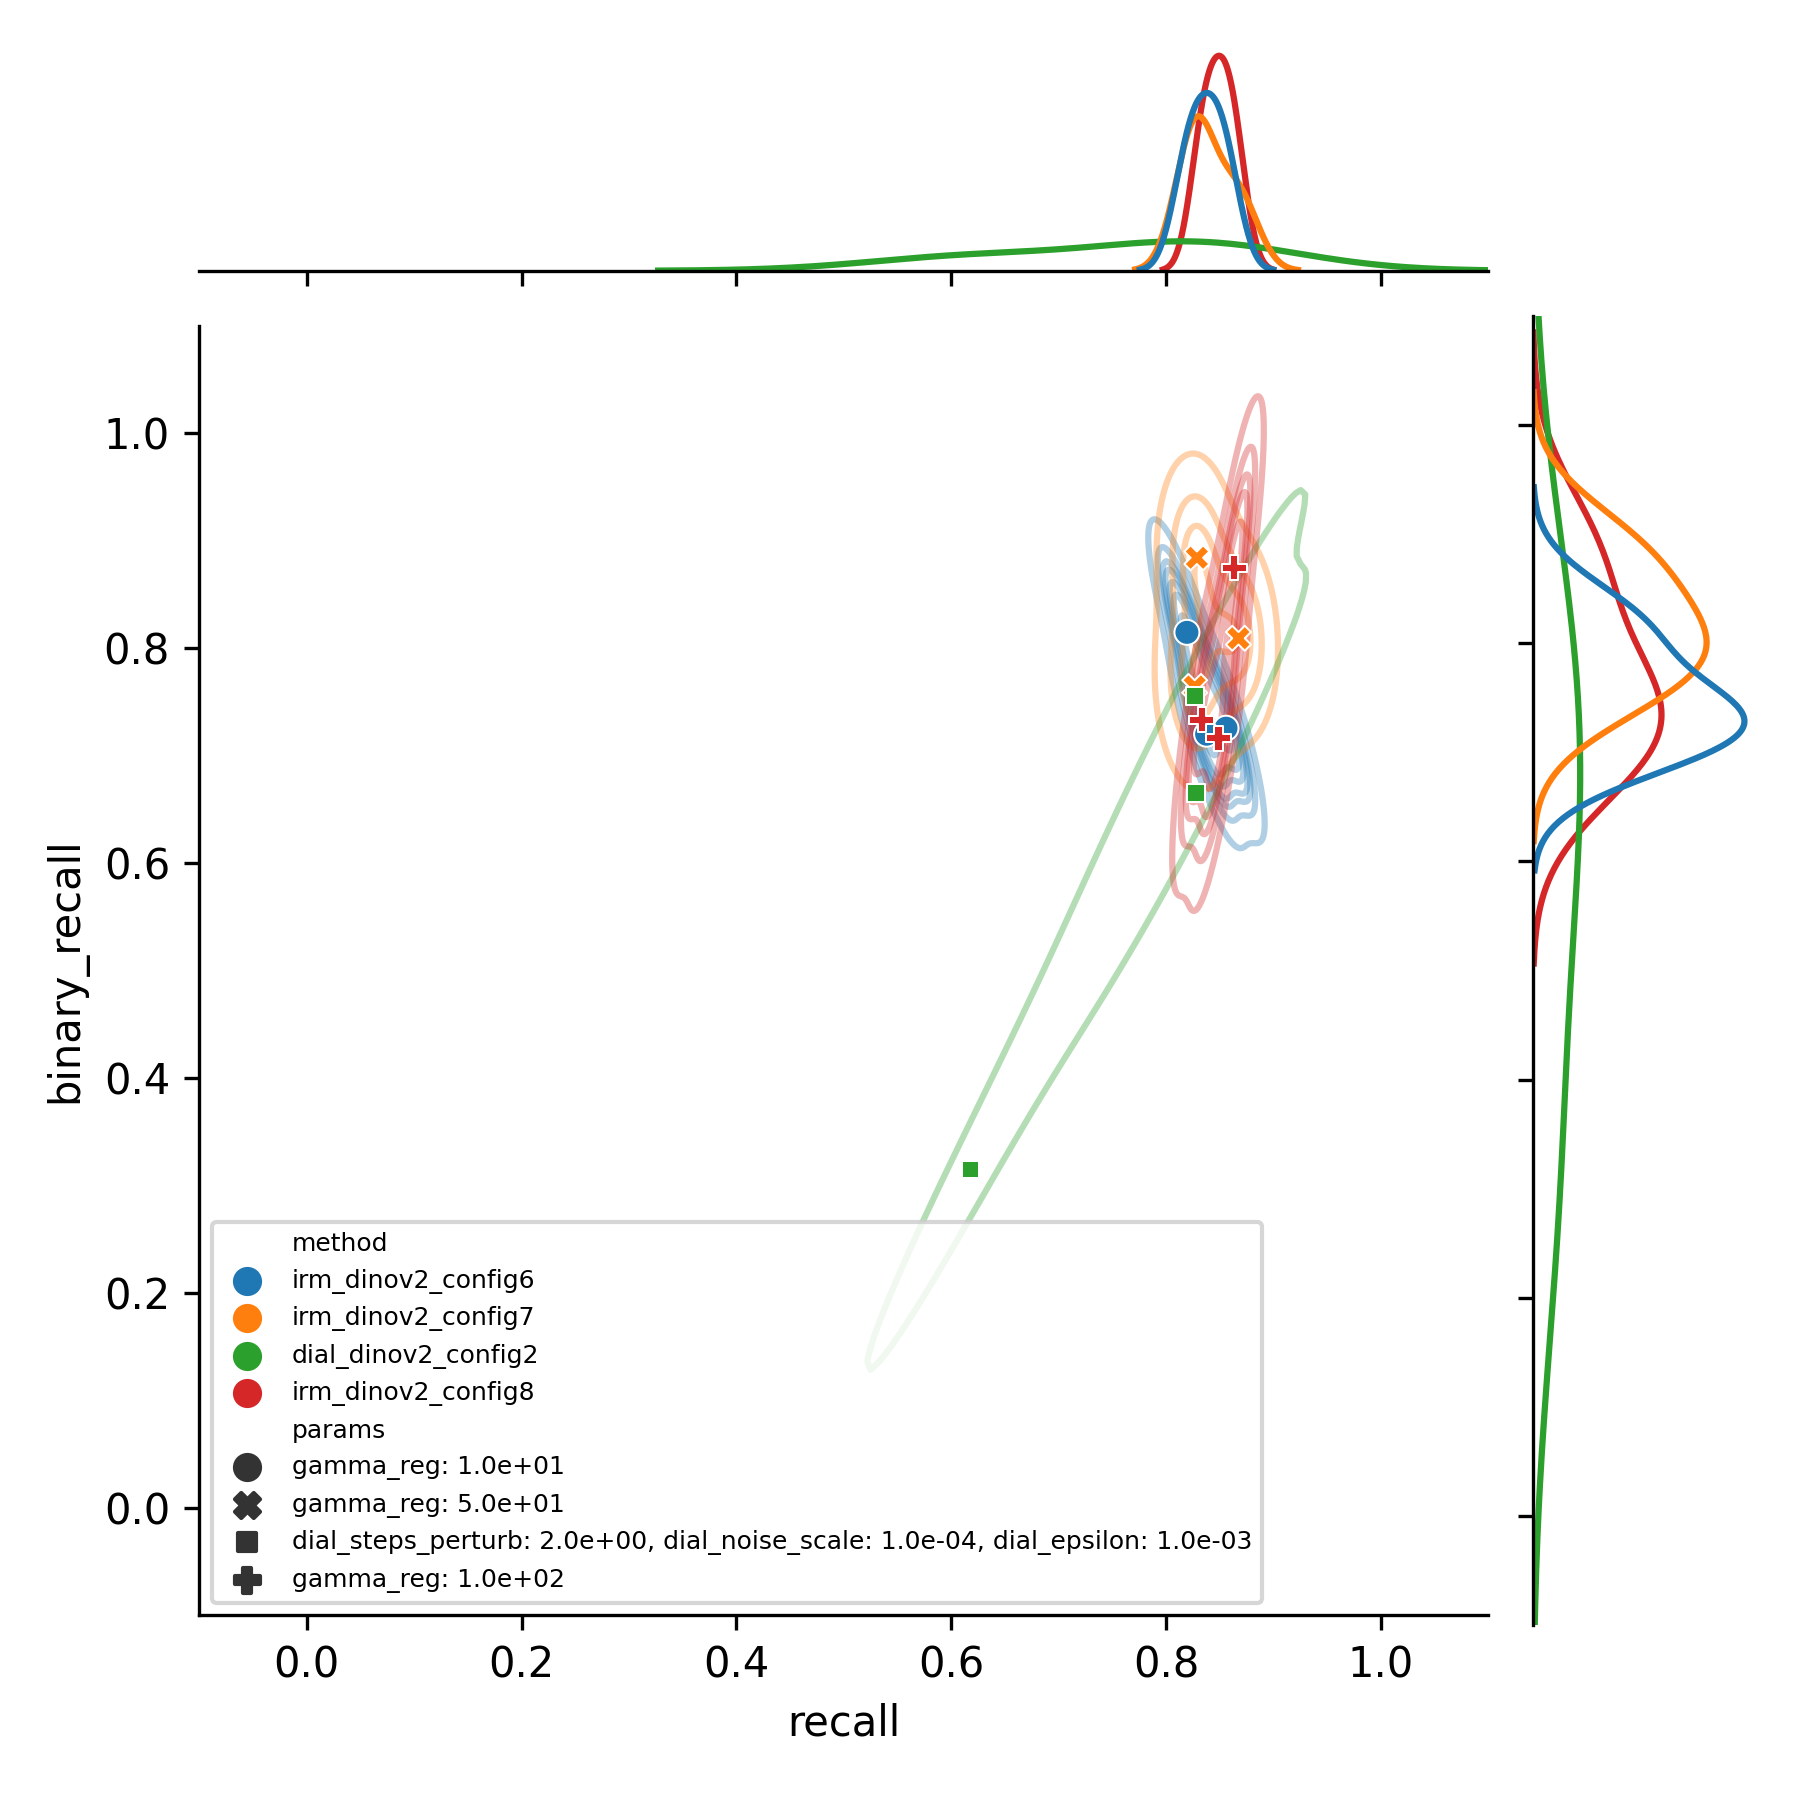 1.0
0.8
0.6
0.4
0.2
0.0
binary_recall
method
irm_dinov2_config6
irm_dinov2_config7
dial_dinov2_config2
irm_dinov2_config8
params
gamma_reg: 1.0e+01
gamma_reg: 5.0e+01
dial_steps_perturb: 2.0e+00, dial_noise_scale: 1.0e-04, dial_epsilon: 1.0e-03
gamma_reg: 1.0e+02
0.0 0.2 0.4 0.6 0.8 1.0
recall